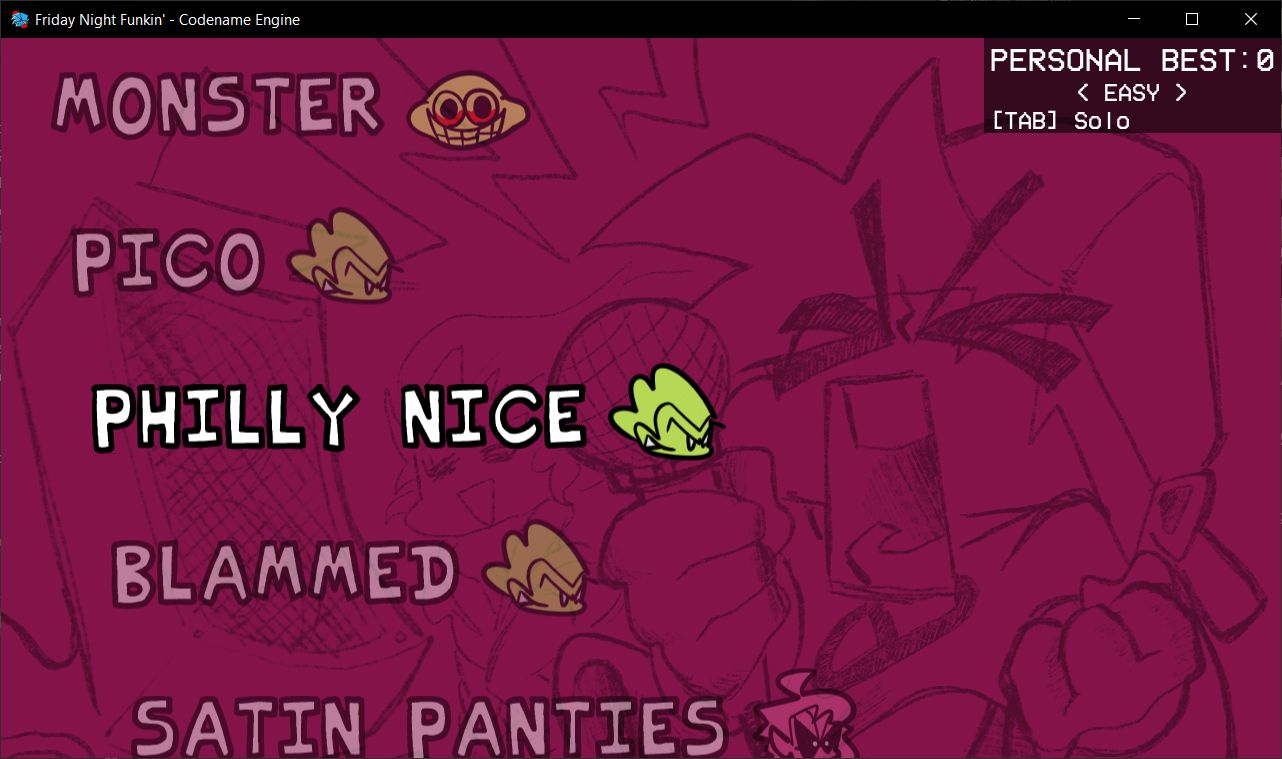 Friday Night Funkin' - Codename Engine
PERSONAL BEST:0
< EASY >
[TAB] Solo
MONSTER
PICO
PHILLY NICE
BLAMMED
SATIN PANTIES